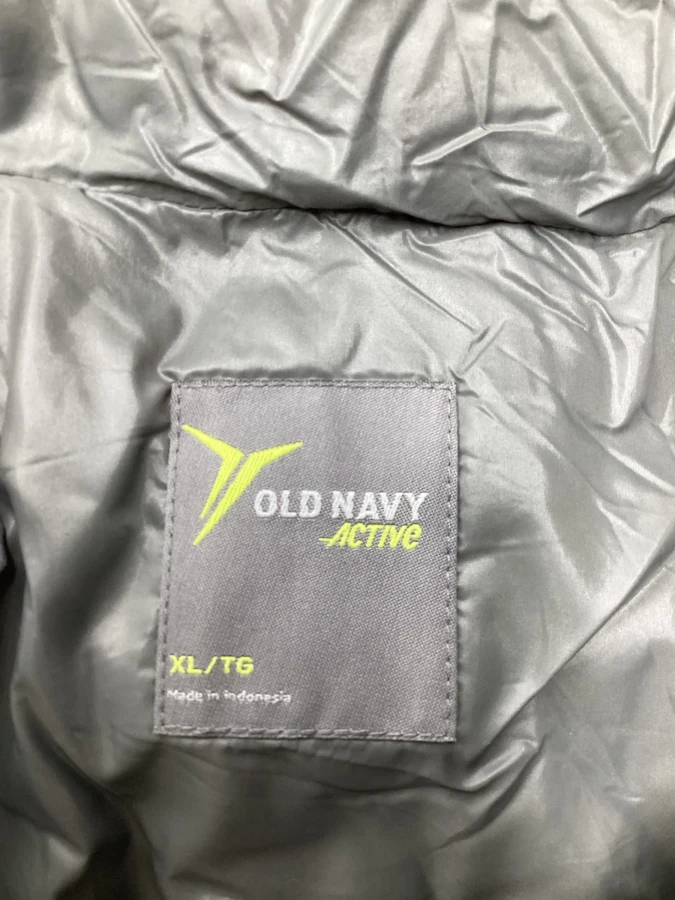 OLD NAVY
ACTIVE
XL/TG
Made in indonesia